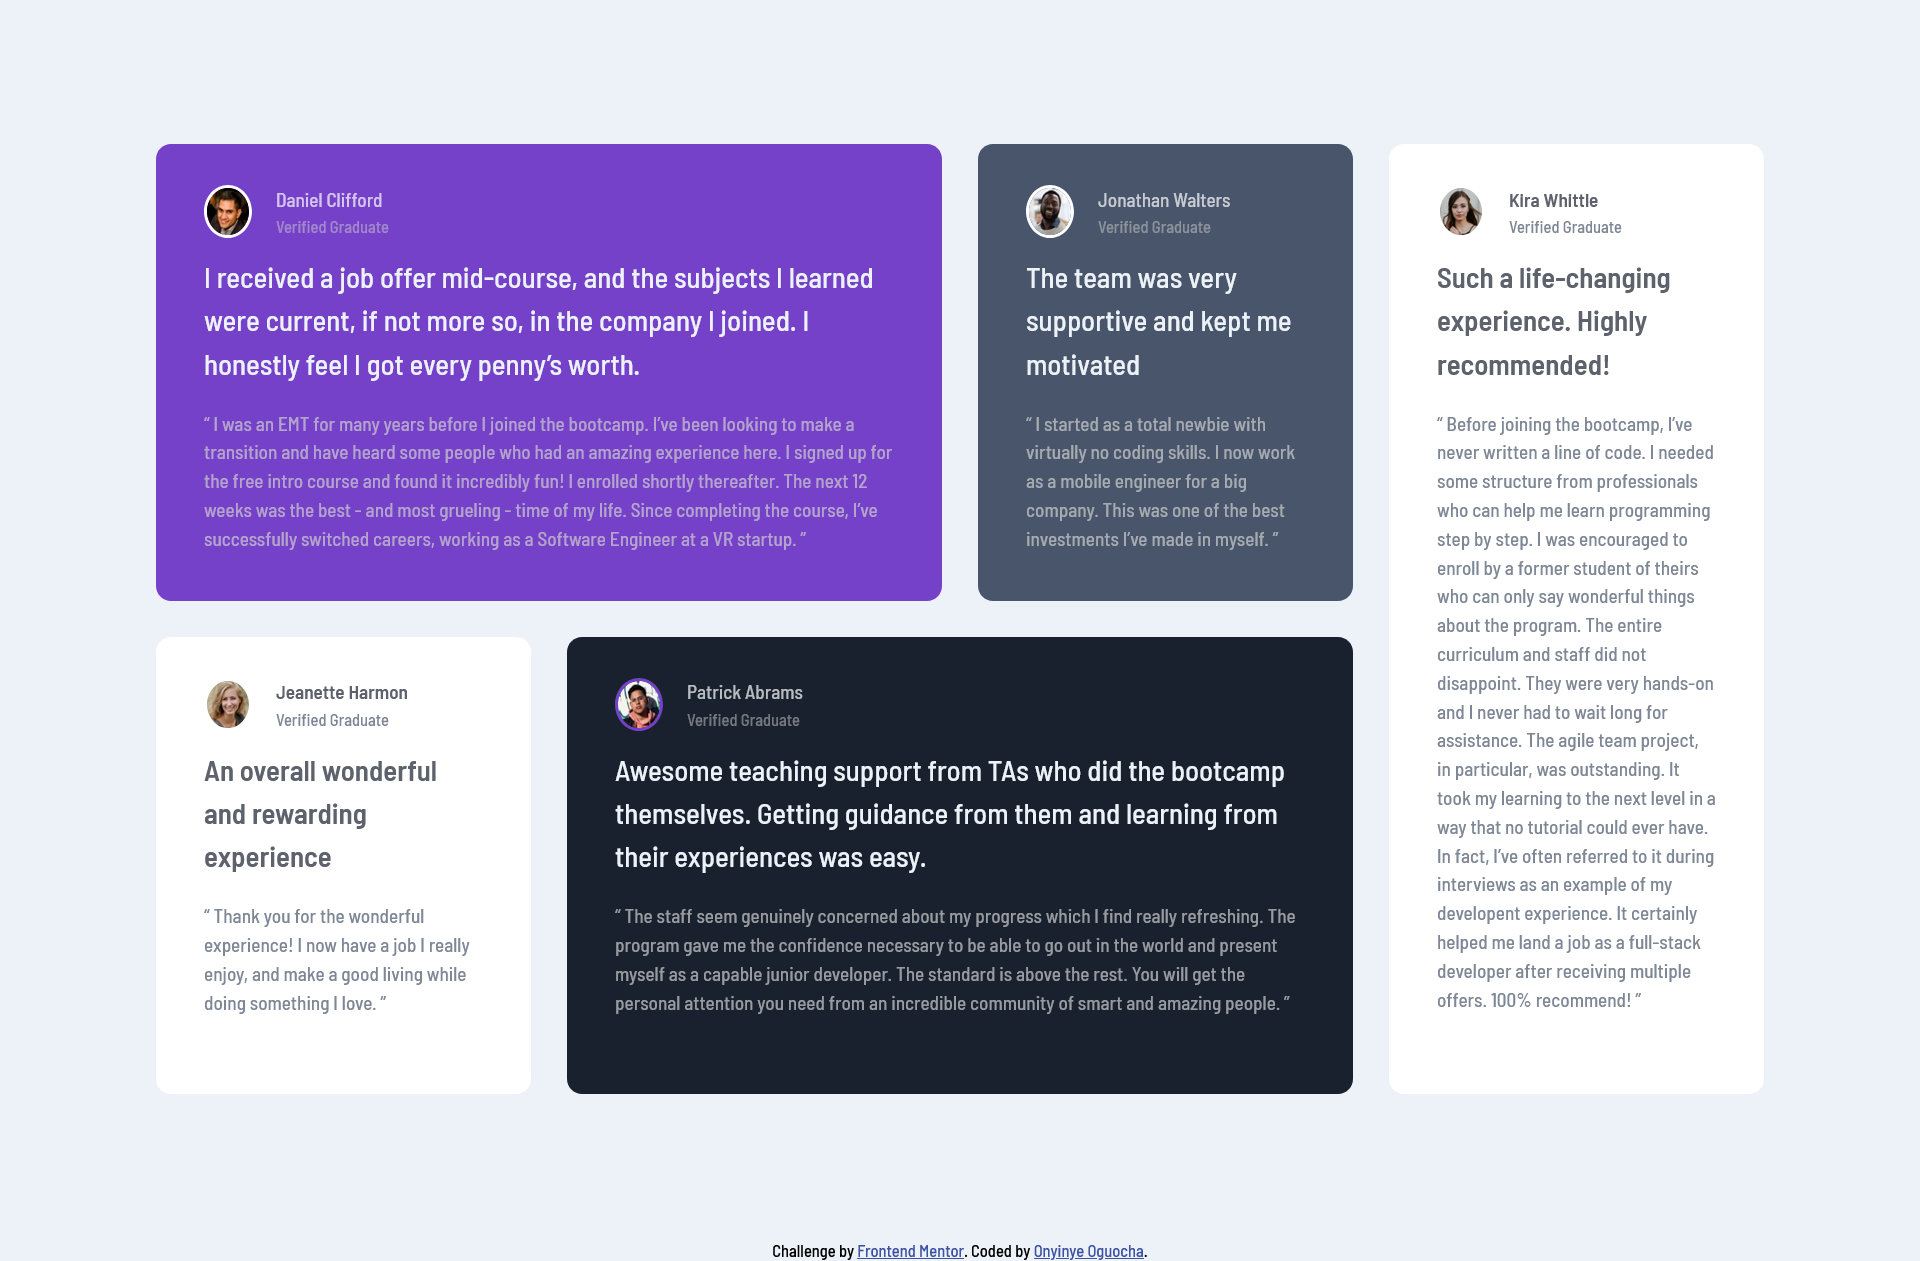 Daniel Clifford
Verified Graduate
I received a job offer mid-course, and the subjects I learned
were current, if not more so, in the company I joined. I
honestly feel I got every penny’s worth.
“ I was an EMT for many years before I joined the bootcamp. I’ve been looking to make a
transition and have heard some people who had an amazing experience here. I signed up for
the free intro course and found it incredibly fun! I enrolled shortly thereafter. The next 12
weeks was the best - and most grueling - time of my life. Since completing the course, I’ve
successfully switched careers, working as a Software Engineer at a VR startup. ”
Jonathan Walters
Verified Graduate
The team was very
supportive and kept me
motivated
“ I started as a total newbie with
virtually no coding skills. I now work
as a mobile engineer for a big
company. This was one of the best
investments I’ve made in myself. ”
Kira Whittle
Verified Graduate
Such a life-changing
experience. Highly
recommended!
“ Before joining the bootcamp, I’ve
never written a line of code. I needed
some structure from professionals
who can help me learn programming
step by step. I was encouraged to
enroll by a former student of theirs
who can only say wonderful things
about the program. The entire
curriculum and staff did not
disappoint. They were very hands-on
and I never had to wait long for
assistance. The agile team project,
in particular, was outstanding. It
took my learning to the next level in a
way that no tutorial could ever have.
In fact, I’ve often referred to it during
interviews as an example of my
developent experience. It certainly
helped me land a job as a full-stack
developer after receiving multiple
offers. 100% recommend! ”
Jeanette Harmon
Verified Graduate
An overall wonderful
and rewarding
experience
“ Thank you for the wonderful
experience! I now have a job I really
enjoy, and make a good living while
doing something I love. ”
Patrick Abrams
Verified Graduate
Awesome teaching support from TAs who did the bootcamp
themselves. Getting guidance from them and learning from
their experiences was easy.
“ The staff seem genuinely concerned about my progress which I find really refreshing. The
program gave me the confidence necessary to be able to go out in the world and present
myself as a capable junior developer. The standard is above the rest. You will get the
personal attention you need from an incredible community of smart and amazing people. ”
Challenge by Frontend Mentor. Coded by Onyinye Oguocha.